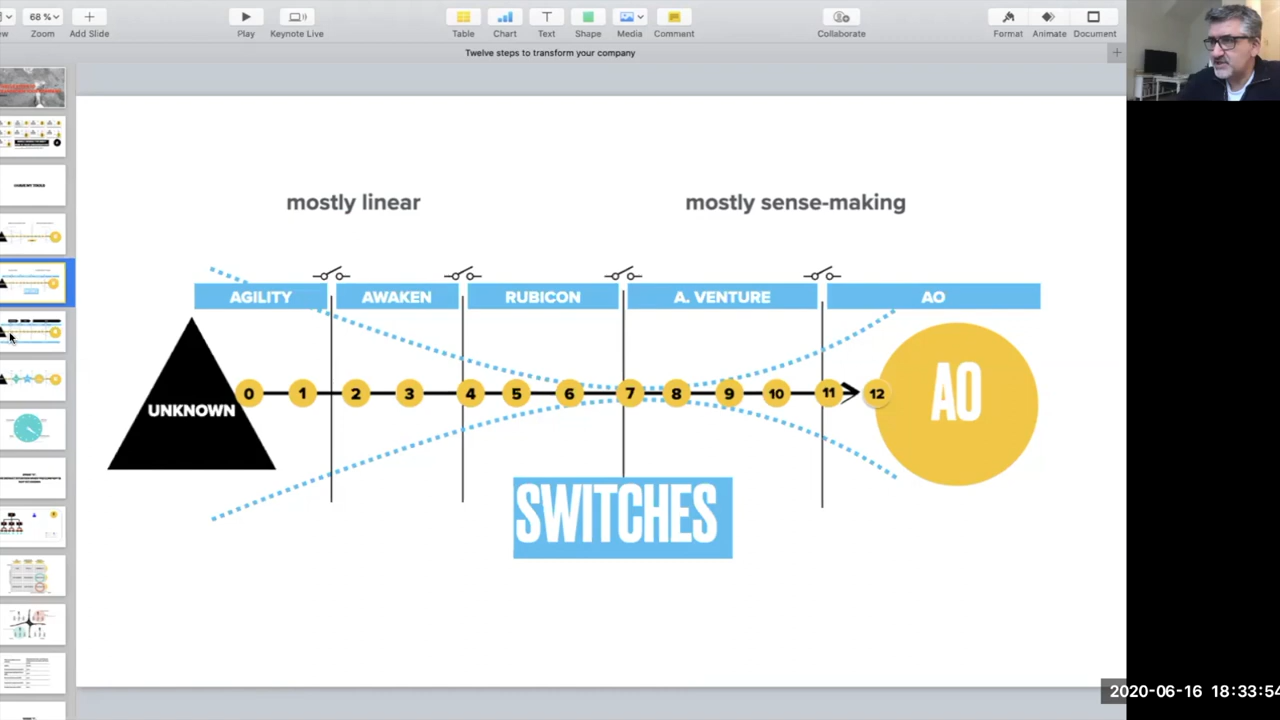 68 %
Zoom
Add Slide
Play
Keynote Live
Table
Chart
Text
Shape
Media
Comment
Collaborate
Format
Animate
Document
Twelve steps to transform your company
mostly linear
mostly sense-making
AGILITY
AWAKEN
RUBICON
A. VENTURE
AO
UNKNOWN
0
1
2
3
4
5
6
7
8
9
10
11
12
AO
SWITCHES
2020-06-16 18:33:54